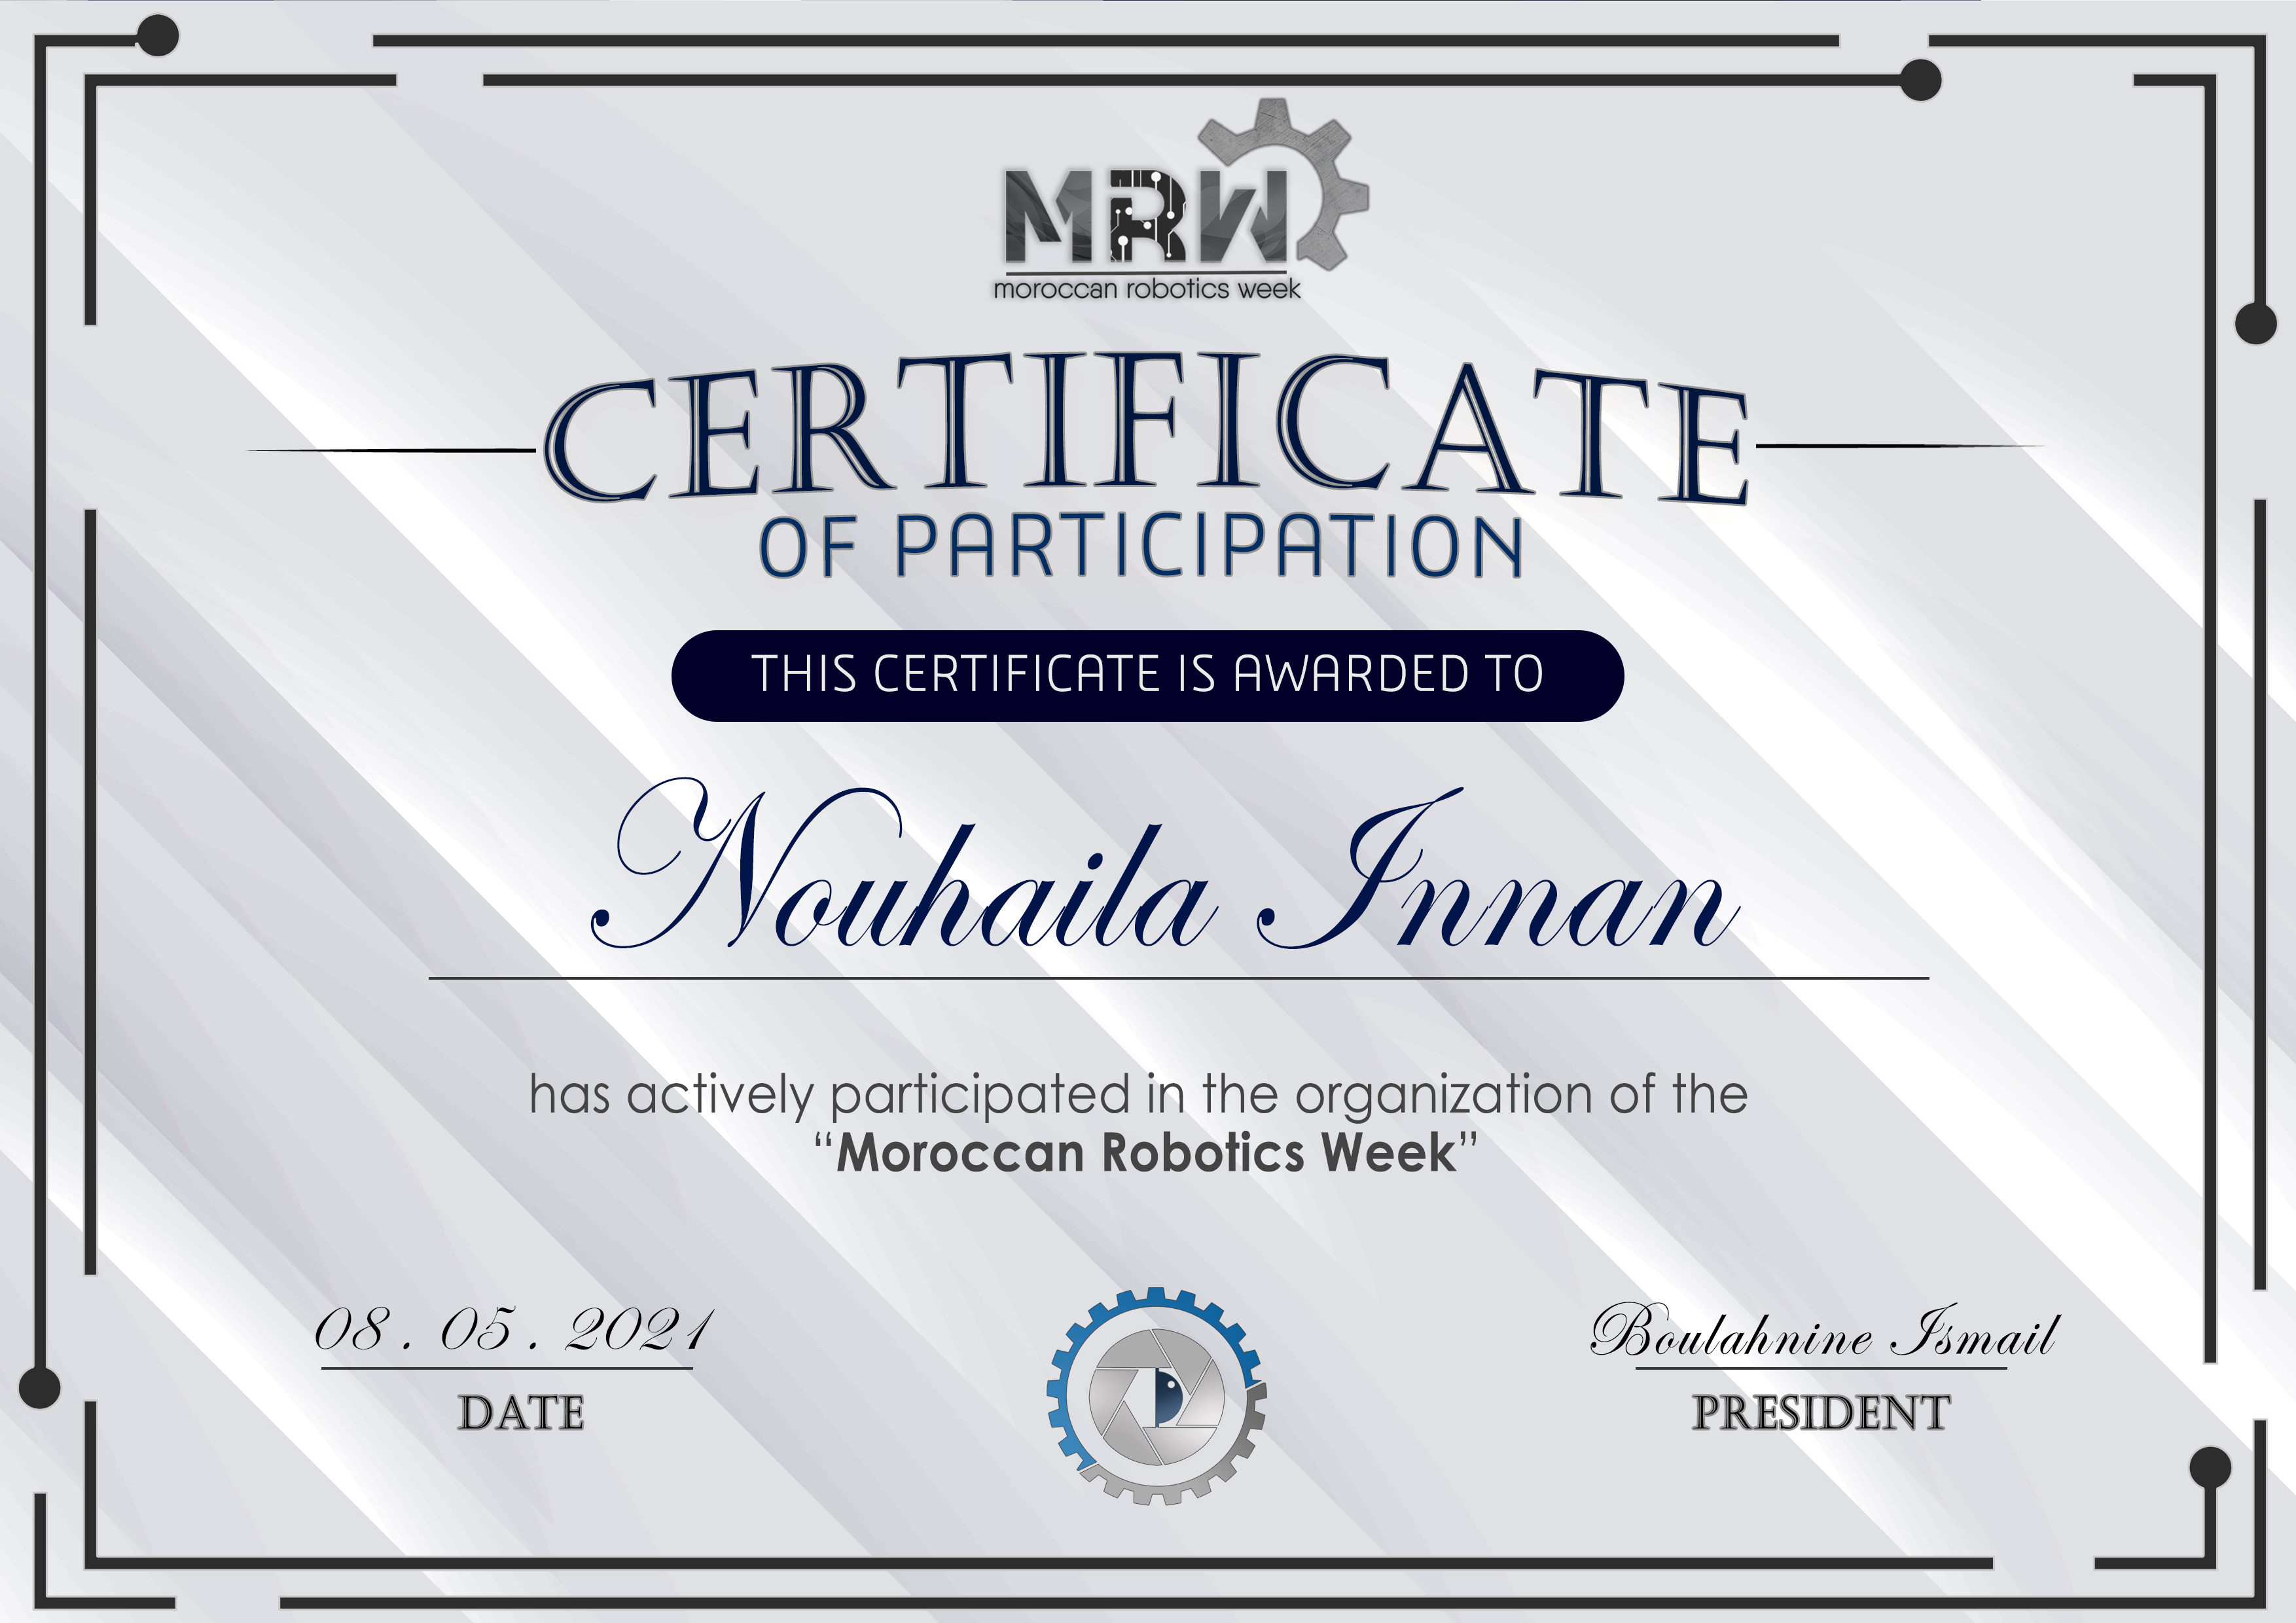 MRW
moroccan robotics week
CERTIFICATE
OF PARTICIPATION
THIS CERTIFICATE IS AWARDED TO
Nouhaila Innan
has actively participated in the organization of the
“Moroccan Robotics Week”
08 . 05 . 2021
DATE
Boulahnine Ismail
PRESIDENT